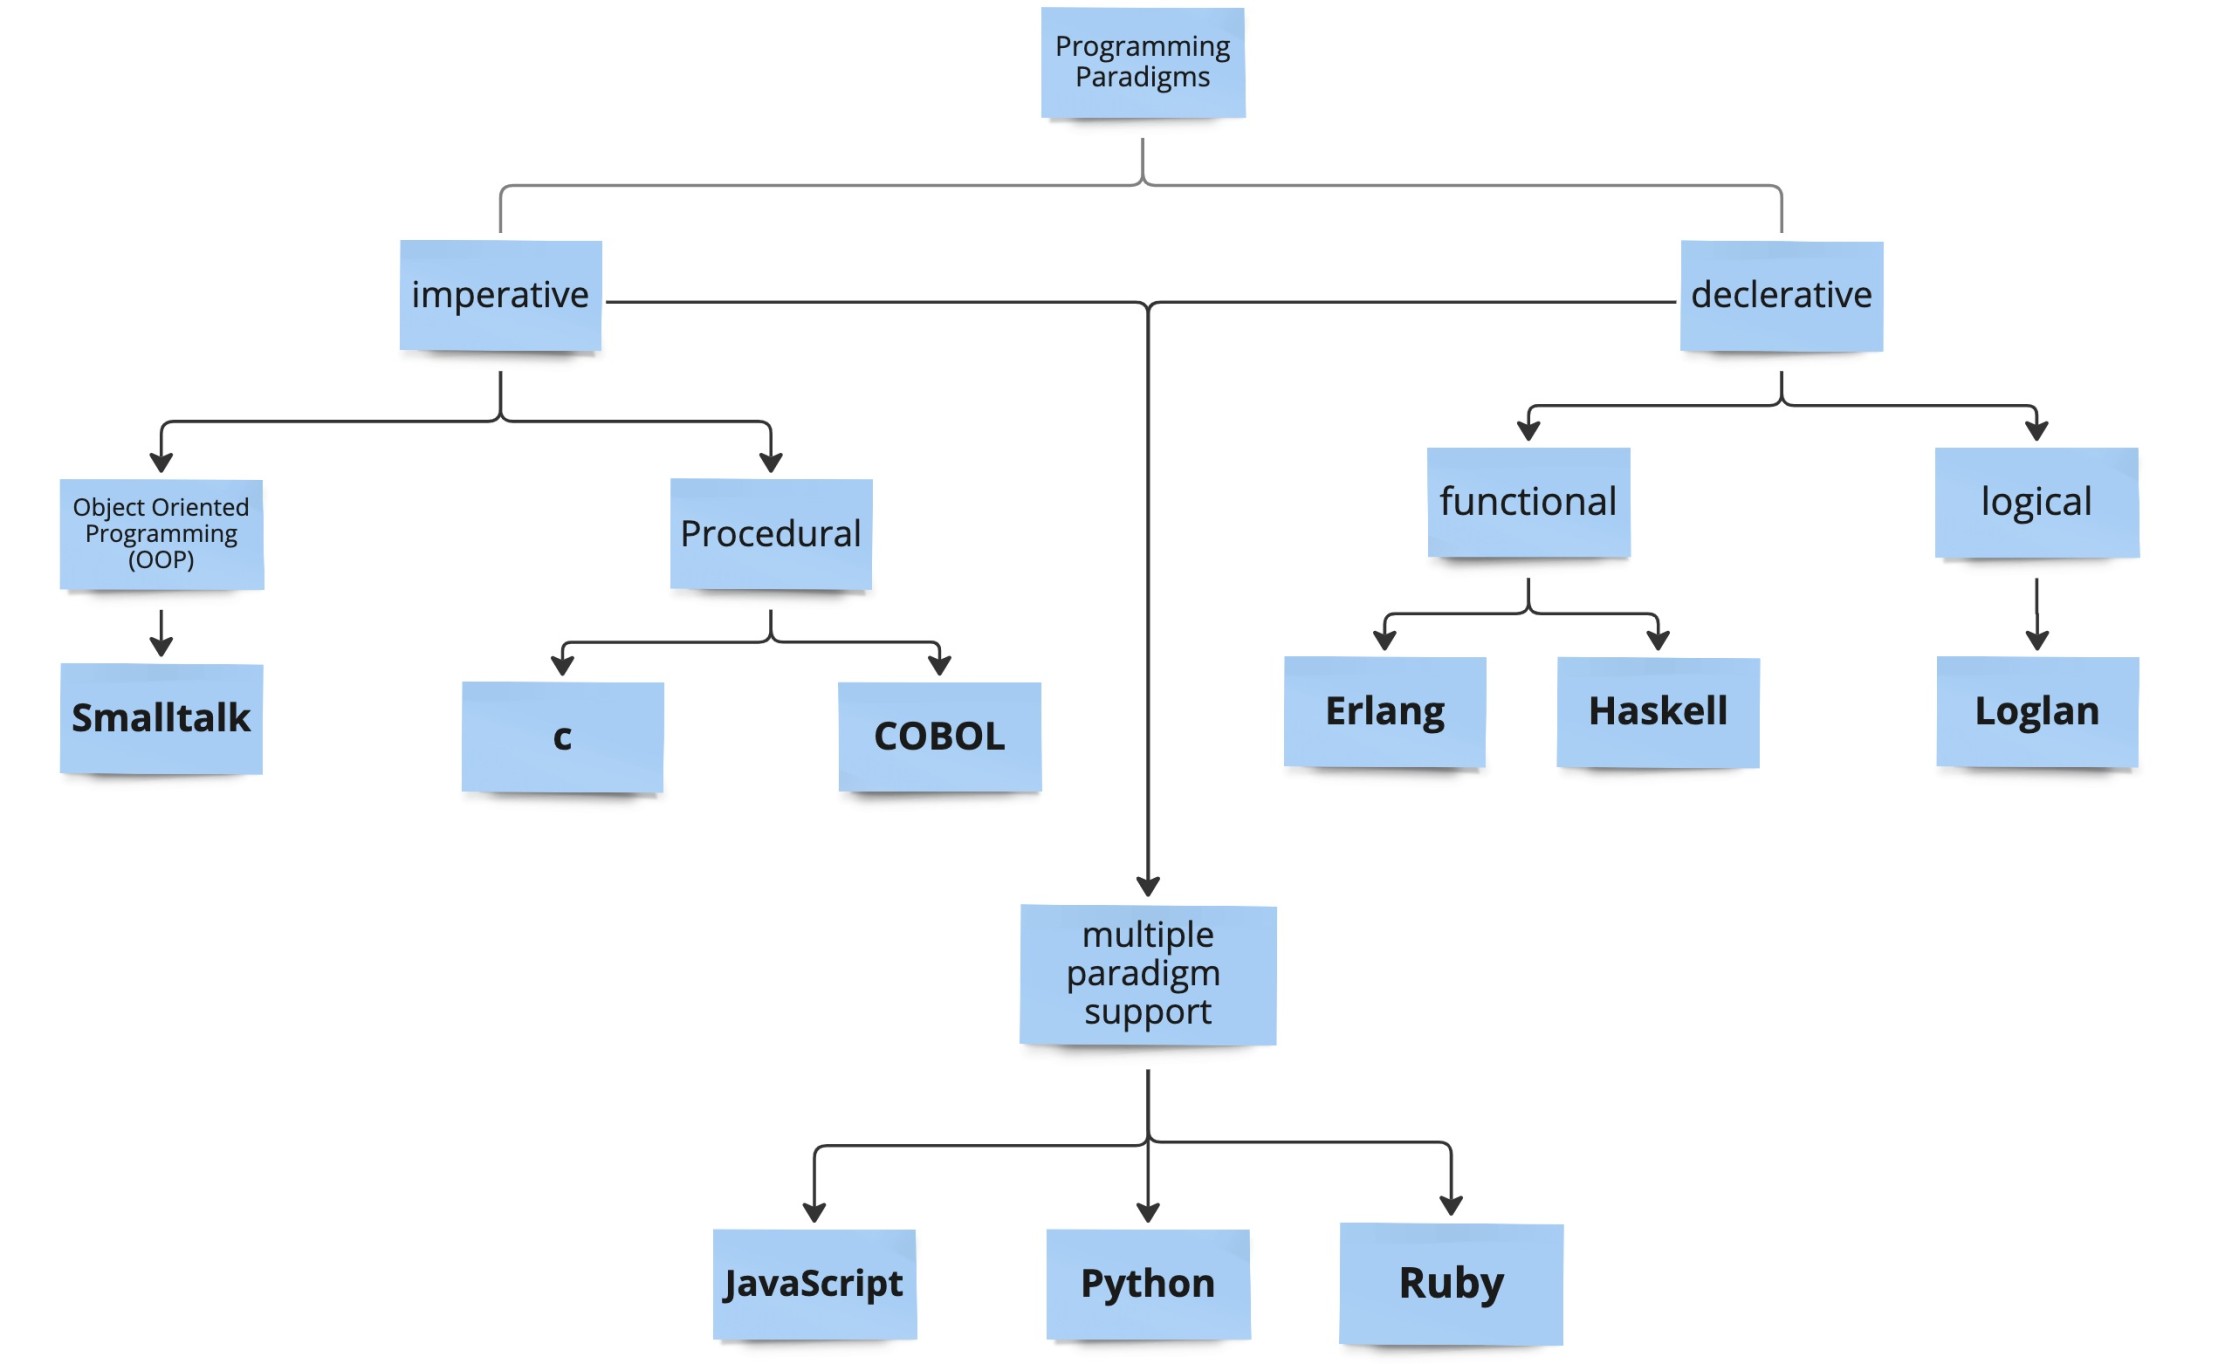 Programming
Paradigms
imperative
declerative
Object Oriented
Programming
(OOP)
Procedural
functional
logical
Smalltalk
c
COBOL
Erlang
Haskell
Loglan
multiple
paradigm
support
JavaScript
Python
Ruby